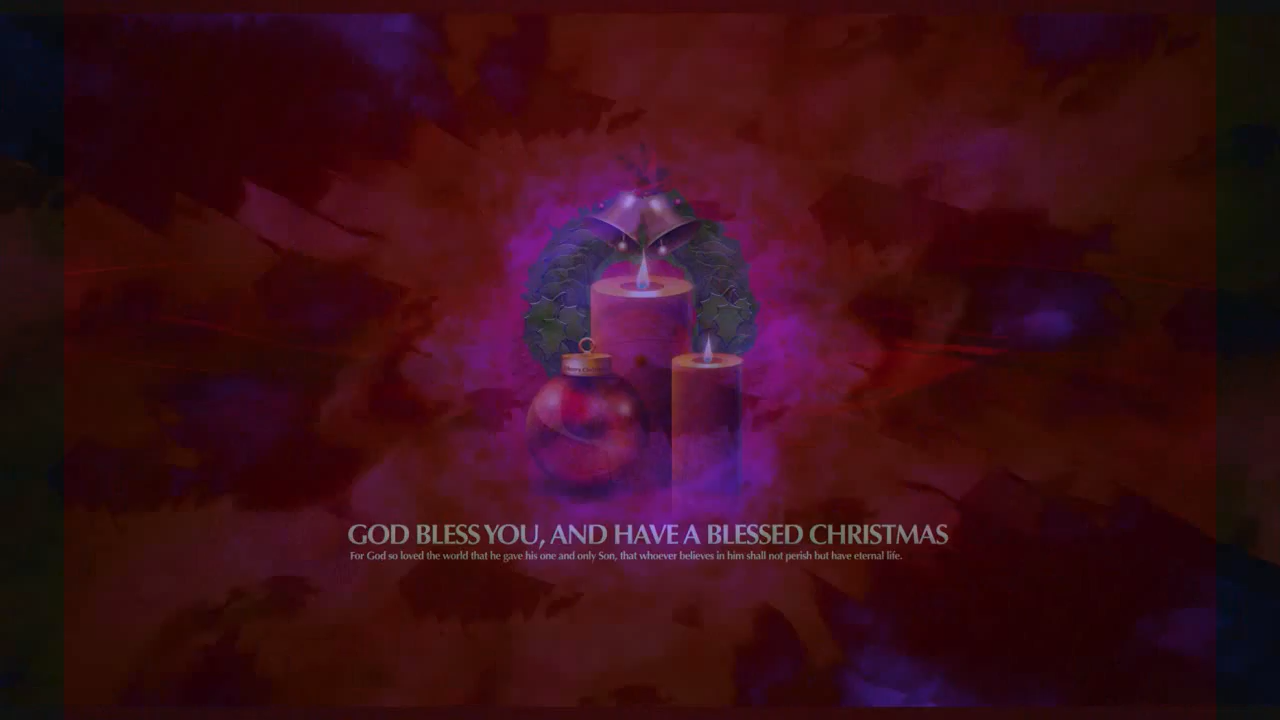 GOD BLESS YOU, AND HAVE A BLESSED CHRISTMAS
For God so loved the world that he gave his one and only Son, that whoever believes in him shall not perish but have eternal life.